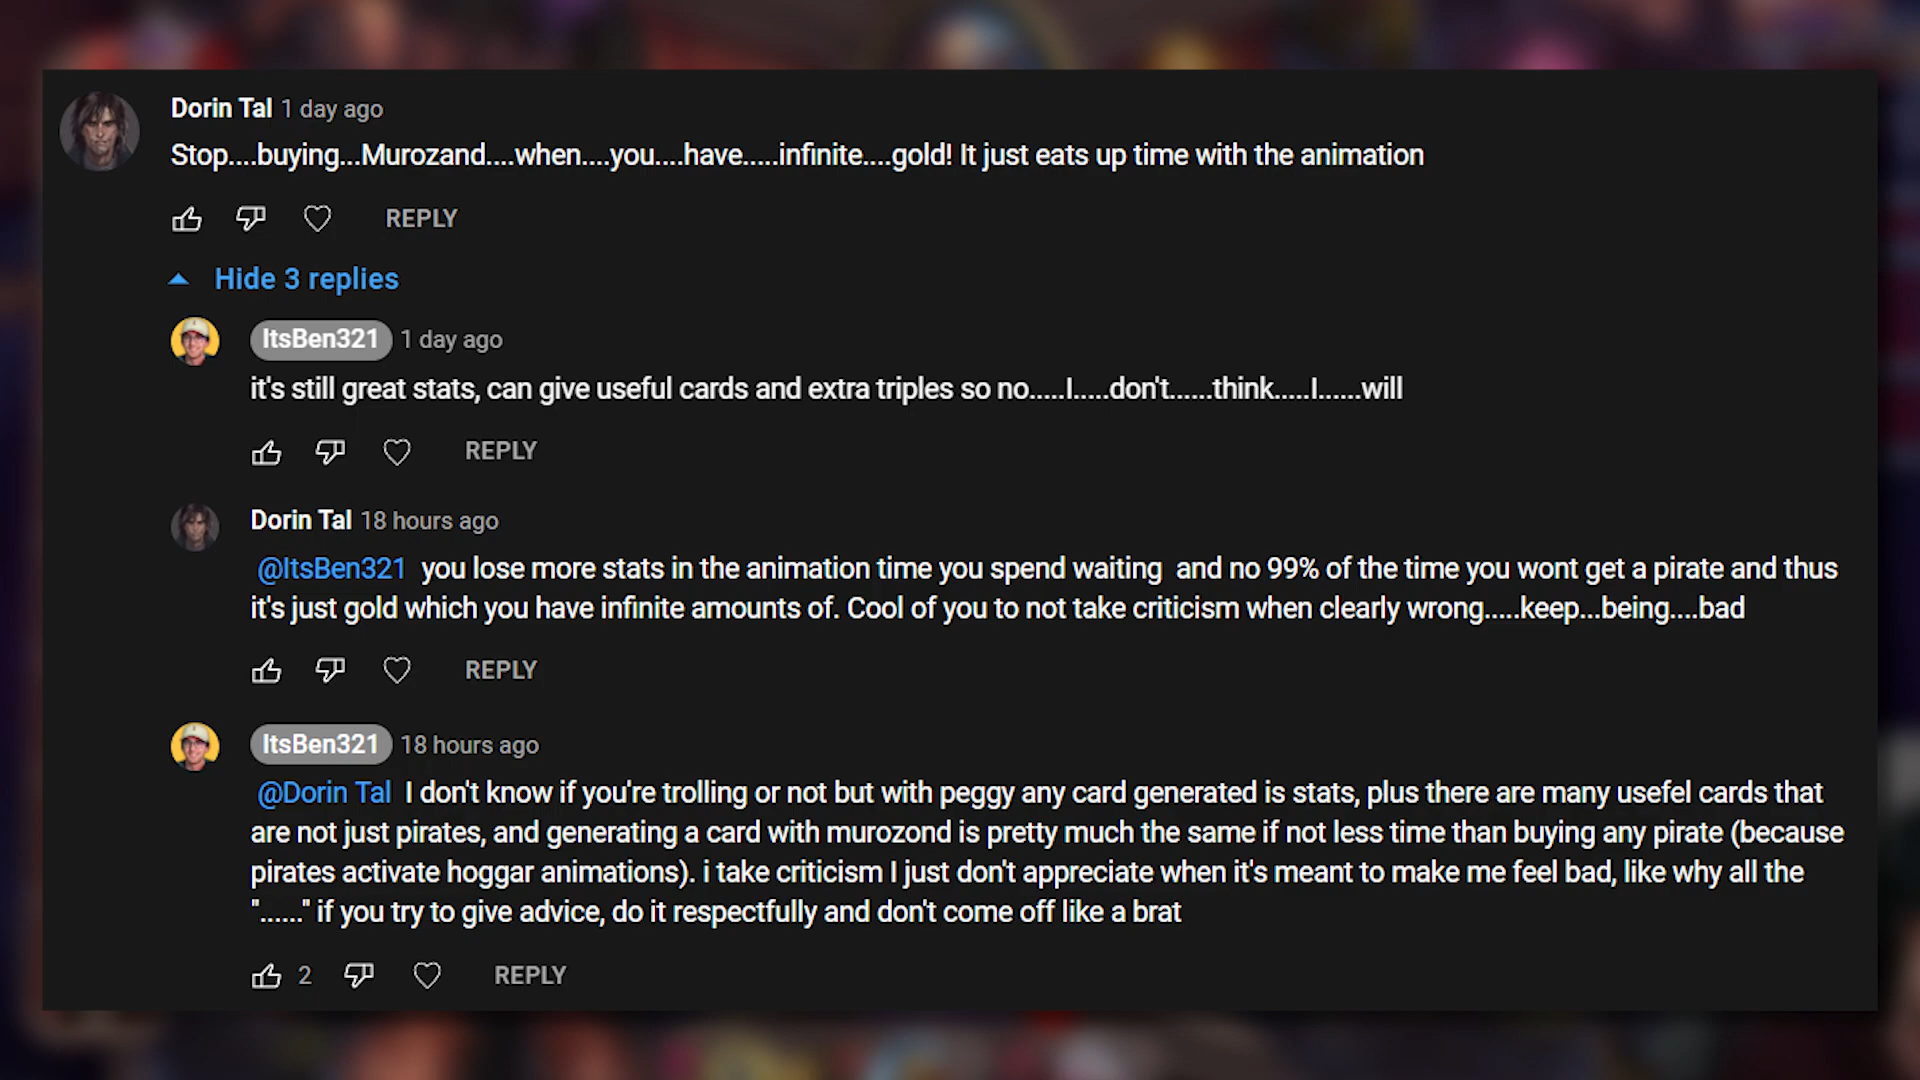 Dorin Tal 1 day ago
Stop....buying...Murozand....when....you....have.....infinite....gold! It just eats up time with the animation
REPLY
Hide 3 replies
ItsBen321 1 day ago
it's still great stats, can give useful cards and extra triples so no.....I.....don't......think.....I......will
REPLY
Dorin Tal 18 hours ago
@ItsBen321 you lose more stats in the animation time you spend waiting and no 99% of the time you wont get a pirate and thus
it's just gold which you have infinite amounts of. Cool of you to not take criticism when clearly wrong.....keep...being....bad
REPLY
ItsBen321 18 hours ago
@Dorin Tal I don't know if you're trolling or not but with peggy any card generated is stats, plus there are many usefel cards that
are not just pirates, and generating a card with murozond is pretty much the same if not less time than buying any pirate (because
pirates activate hoggar animations). i take criticism I just don't appreciate when it's meant to make me feel bad, like why all the
"......" if you try to give advice, do it respectfully and don't come off like a brat
2 REPLY